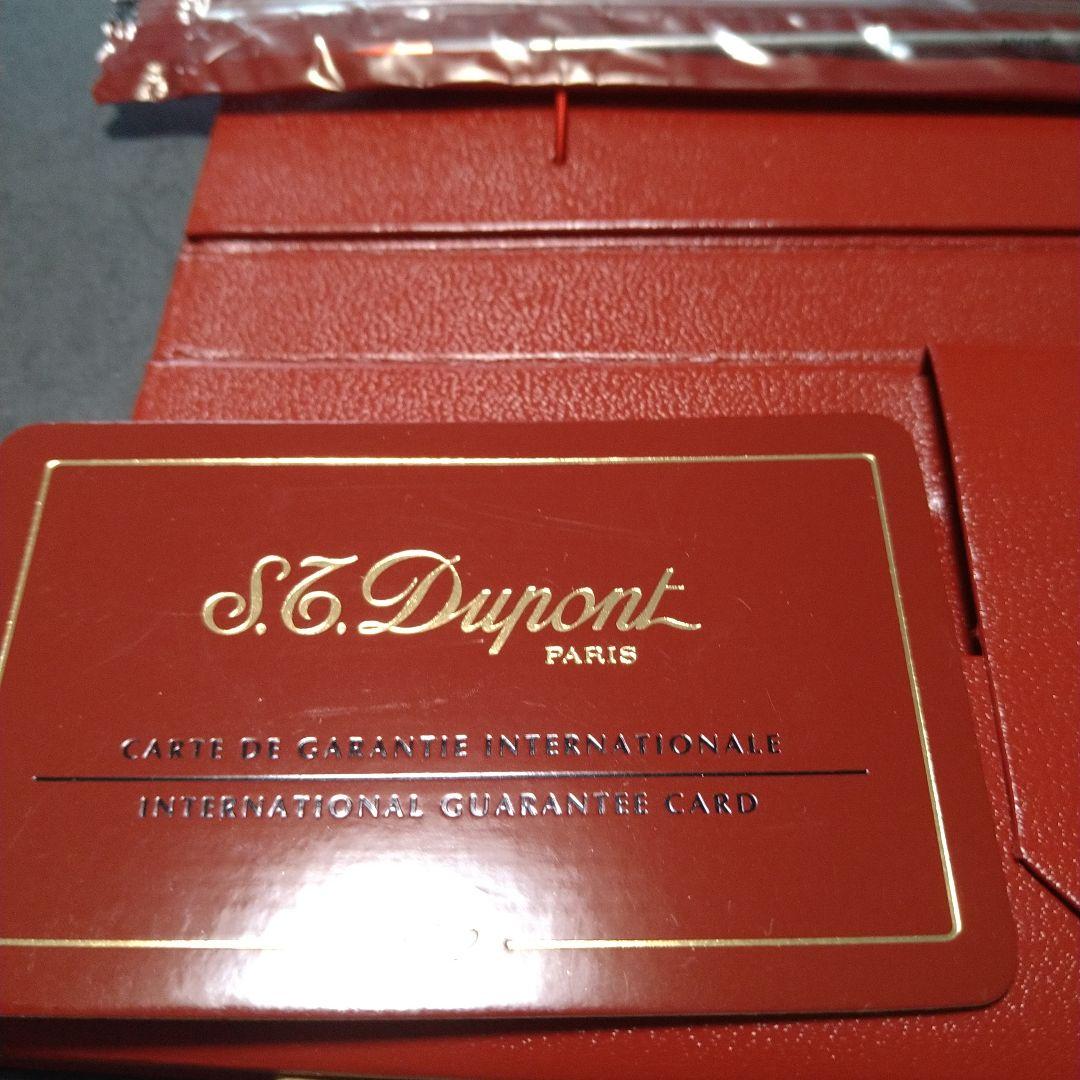 S.T. Dupont
PARIS
CARTE DE GARANTIE INTERNATIONALE
INTERNATIONAL GUARANTEE CARD